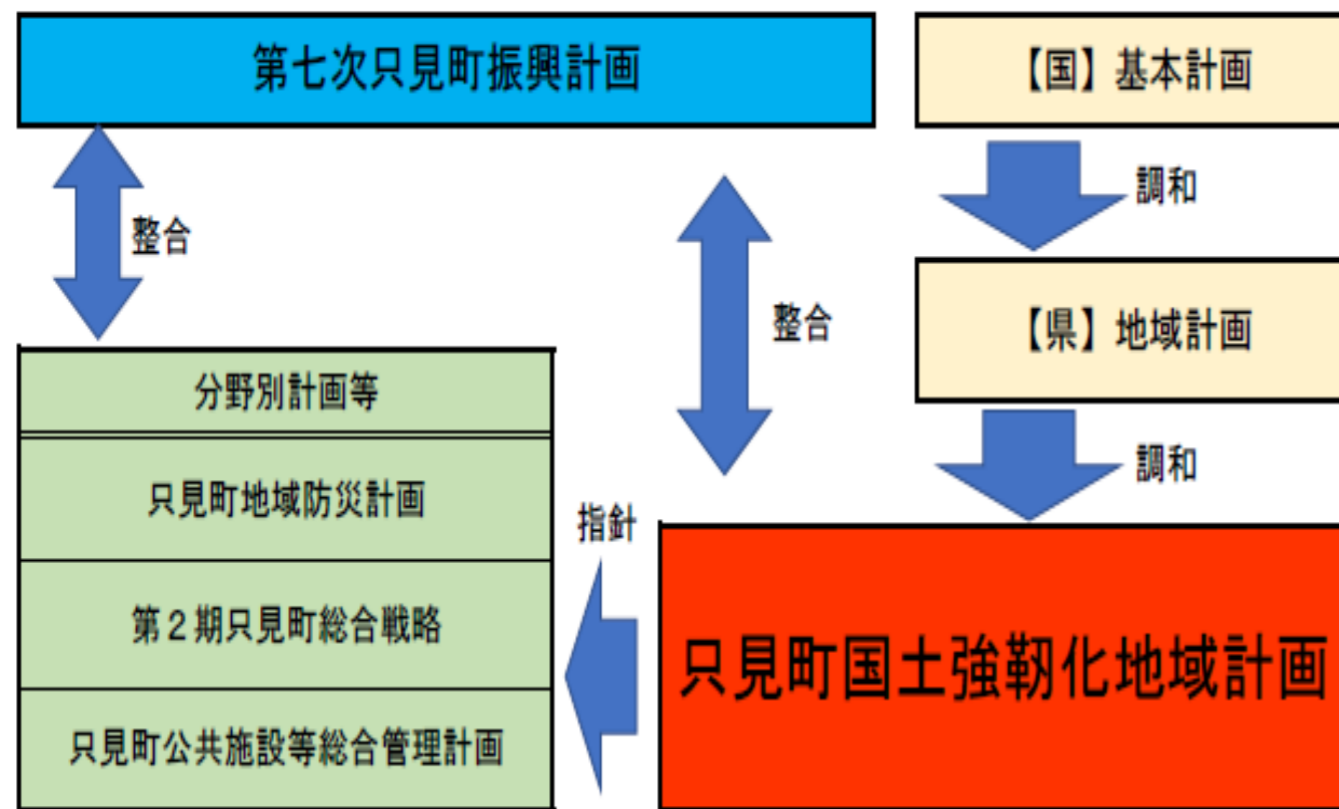 第七次只見町振興計画
【国】基本計画
調和
整合
整合
【県】地域計画
調和
分野別計画等
只見町地域防災計画
第２期只見町総合戦略
只見町公共施設等総合管理計画
指針
只見町国土強靭化地域計画